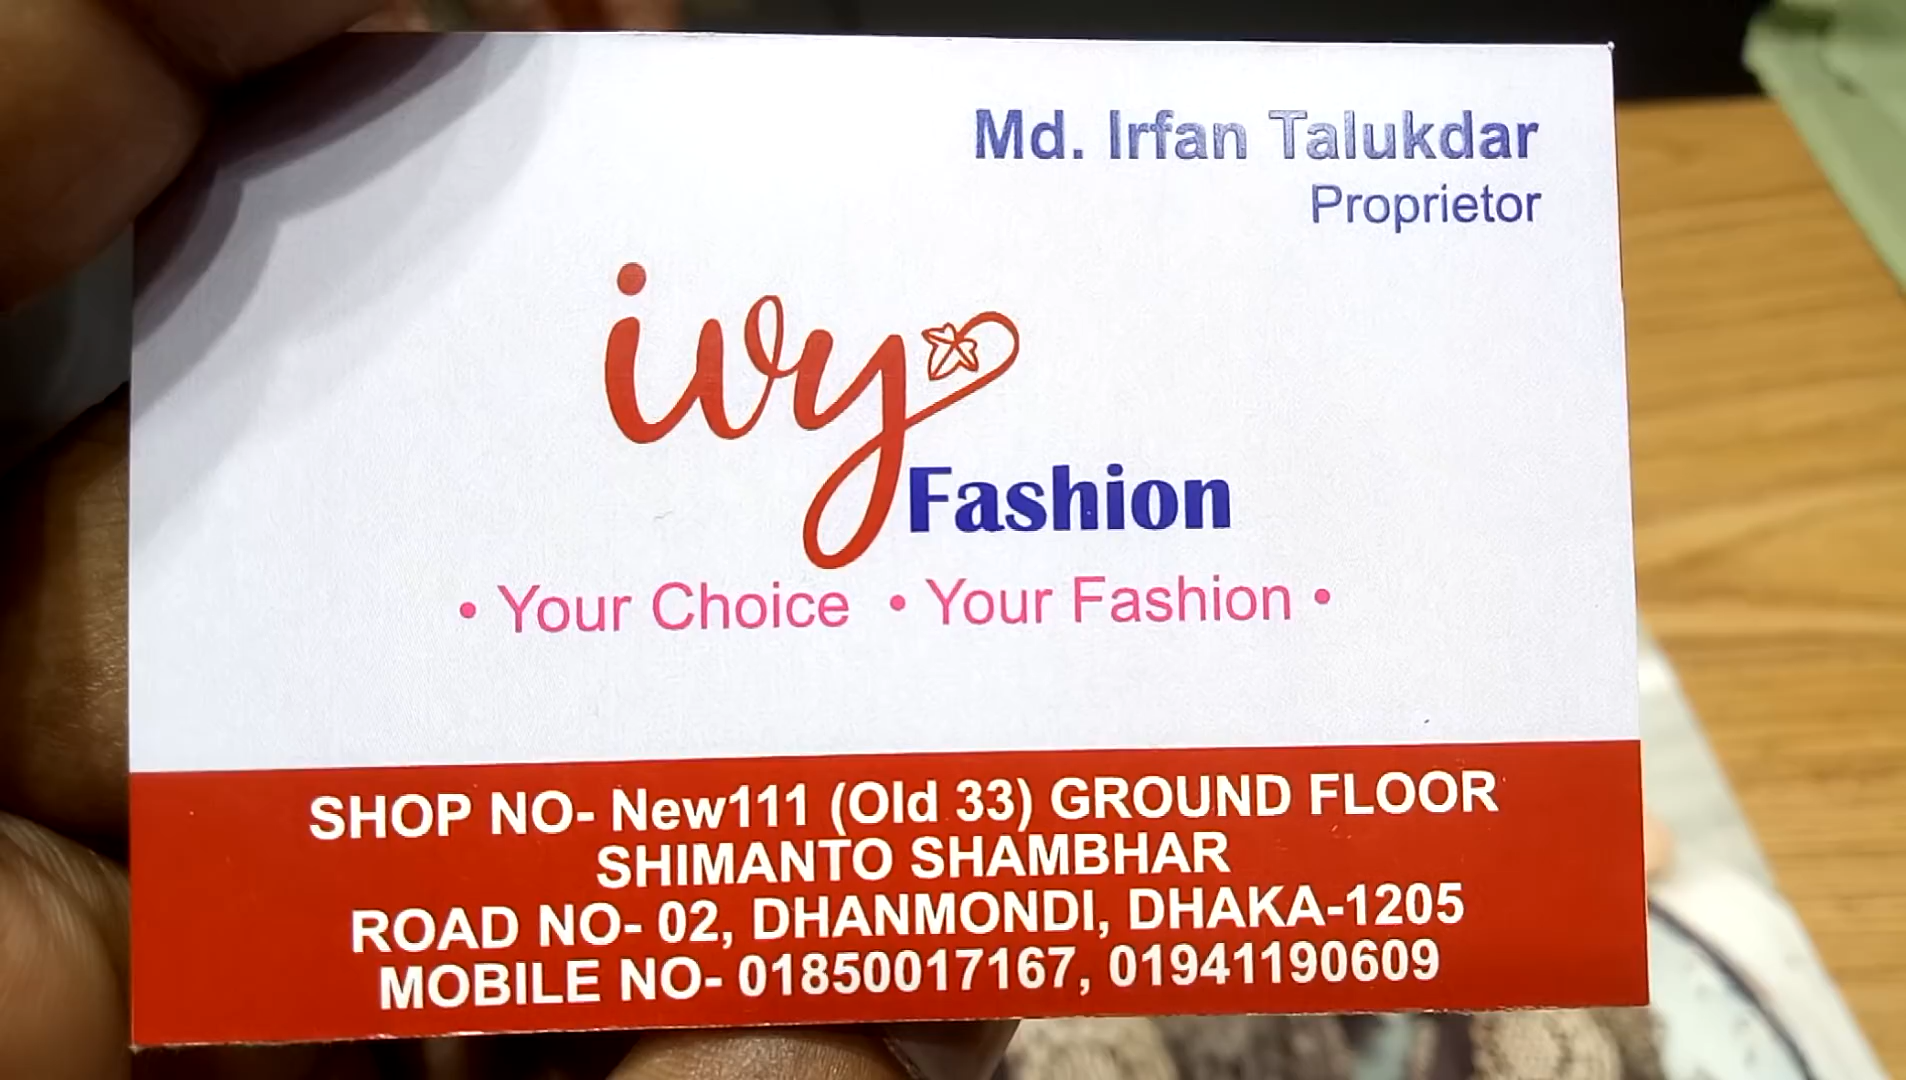 Md. Irfan Talukdar
Proprietor
ivy
Fashion
• Your Choice • Your Fashion •
SHOP NO- New111 (Old 33) GROUND FLOOR
SHIMANTO SHAMBHAR
ROAD NO- 02, DHANMONDI, DHAKA-1205
MOBILE NO- 01850017167, 01941190609